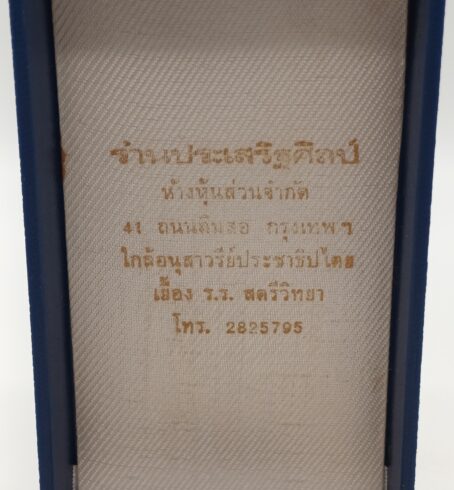 ร้านประเสริฐศิลป์
ห้างหุ้นส่วนจำกัด
41 ถนนดินสอ กรุงเทพฯ
ใกล้อนุสาวรีย์ประชาธิปไตย
เยื้อง ร.ร. สตรีวิทยา
โทร. 2825795